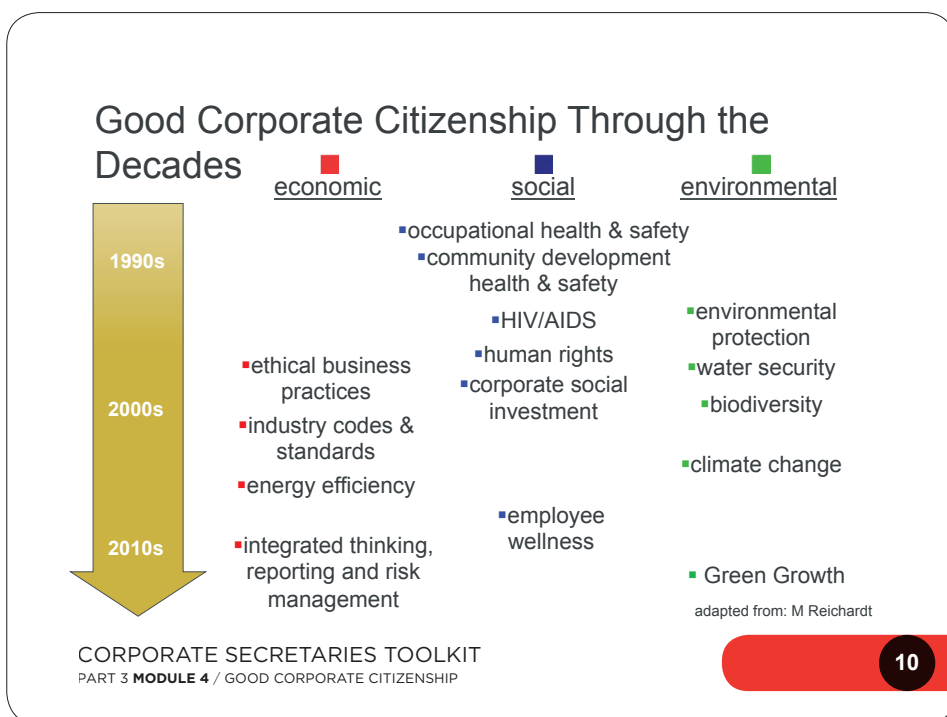 Good Corporate Citizenship Through the
Decades
economic
social
environmental
1990s
2000s
2010s
▪ethical business
practices
▪industry codes &
standards
▪energy efficiency
▪integrated thinking,
reporting and risk
management
▪occupational health & safety
▪community development
health & safety
▪HIV/AIDS
▪human rights
▪corporate social
investment
▪employee
wellness
▪environmental
protection
▪water security
▪biodiversity
▪climate change
▪ Green Growth
adapted from: M Reichardt
CORPORATE SECRETARIES TOOLKIT
PART 3 MODULE 4 / GOOD CORPORATE CITIZENSHIP
10